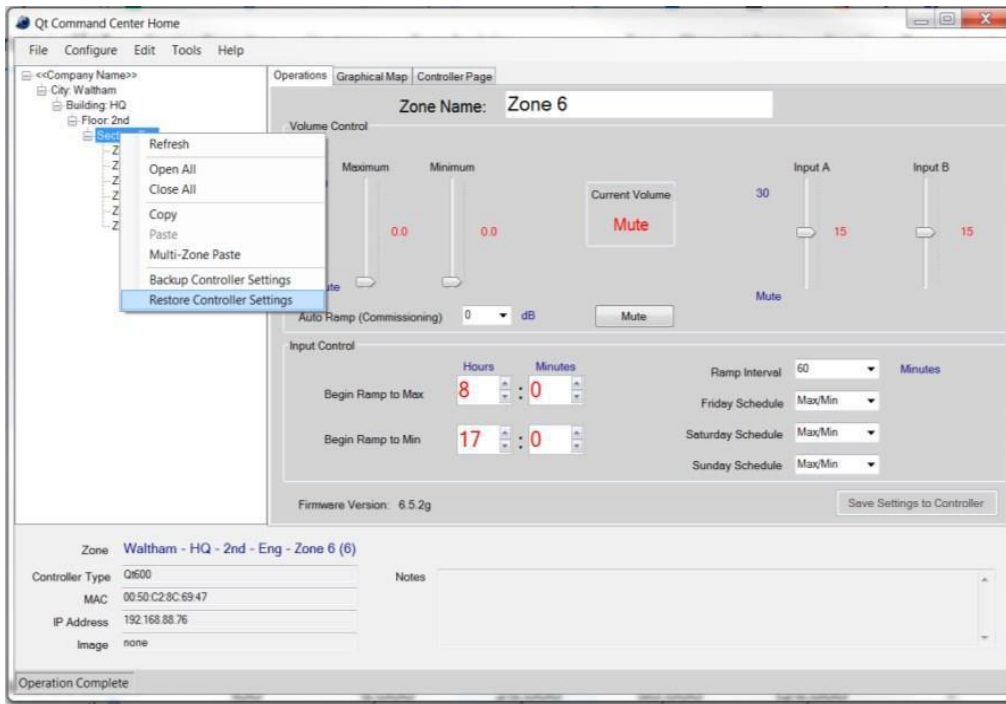 Qt Command Center Home
File Configure Edit Tools Help
<<Company Name>>
City: Waltham
Building: HQ
Floor: 2nd
Z
Z
Z
Z
Z
Z
Refresh
Open All
Close All
Copy
Paste
Multi-Zone Paste
Backup Controller Settings
Restore Controller Settings
Operations Graphical Map Controller Page
Zone Name: Zone 6
Volume Control
Maximum Minimum Input A Input B
Current Volume
30
0.0 0.0 Mute 15 15
Mute
Auto Ramp (Commissioning) 0 dB Mute
Input Control
Hours Minutes
Begin Ramp to Max 8 : 0
Begin Ramp to Min 17 : 0
Ramp Interval 60 Minutes
Friday Schedule Max/Min
Saturday Schedule Max/Min
Sunday Schedule Max/Min
Firmware Version: 6.5.2g
Save Settings to Controller
Zone Waltham - HQ - 2nd - Eng - Zone 6 (6)
Controller Type Qt600
MAC 00:50:C2:8C:69:47
IP Address 192.168.88.76
Image none
Notes
Operation Complete